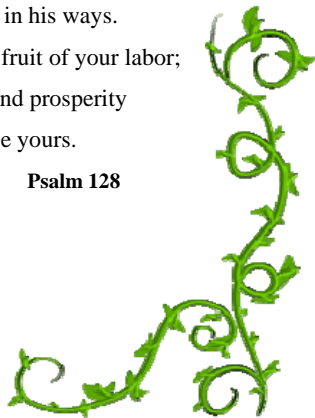 in his ways.
fruit of your labor;
nd prosperity
e yours.
Psalm 128